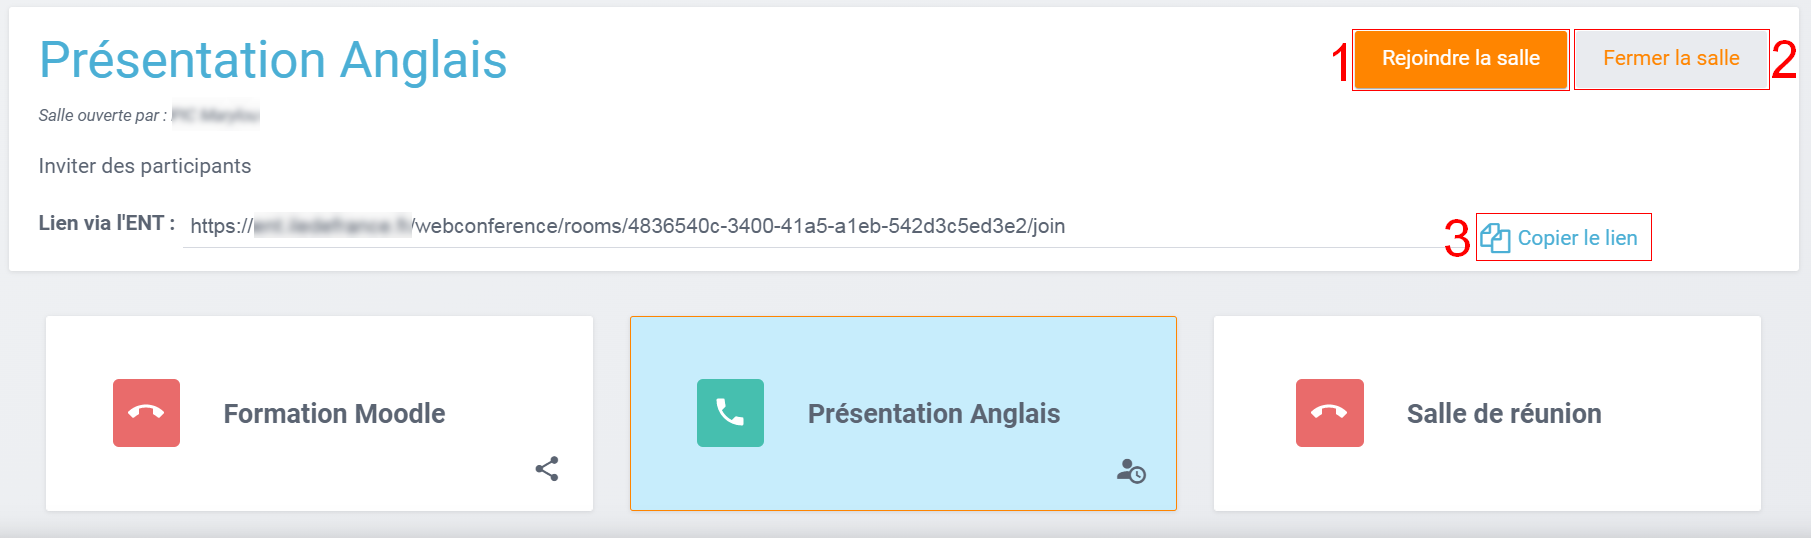 Présentation Anglais
1 Rejoindre la salle Fermer la salle 2
Salle ouverte par :
Inviter des participants
Lien via l'ENT : https:// /webconference/rooms/4836540c-3400-41a5-a1eb-542d3c5ed3e2/join
3 Copier le lien
Formation Moodle
Présentation Anglais
Salle de réunion